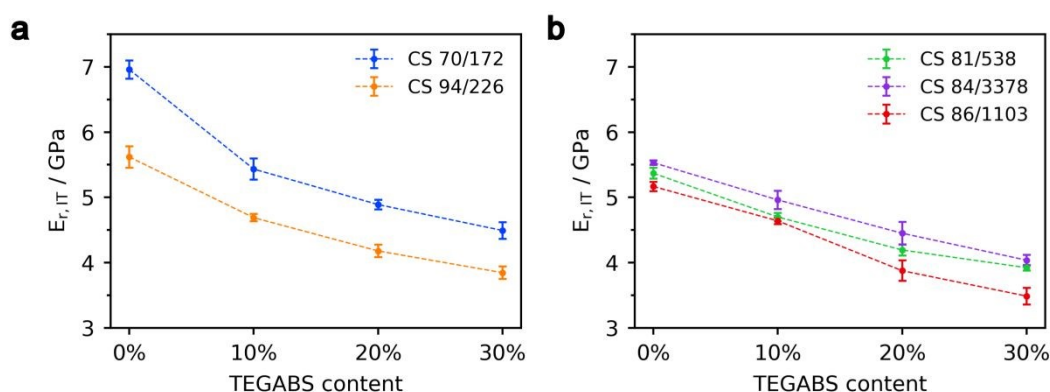 a
CS 70/172
CS 94/226
7
6
5
4
3
E_r,IT / GPa
0%
10%
20%
30%
TEGABS content
b
CS 81/538
CS 84/3378
CS 86/1103
7
6
5
4
3
E_r,IT / GPa
0%
10%
20%
30%
TEGABS content